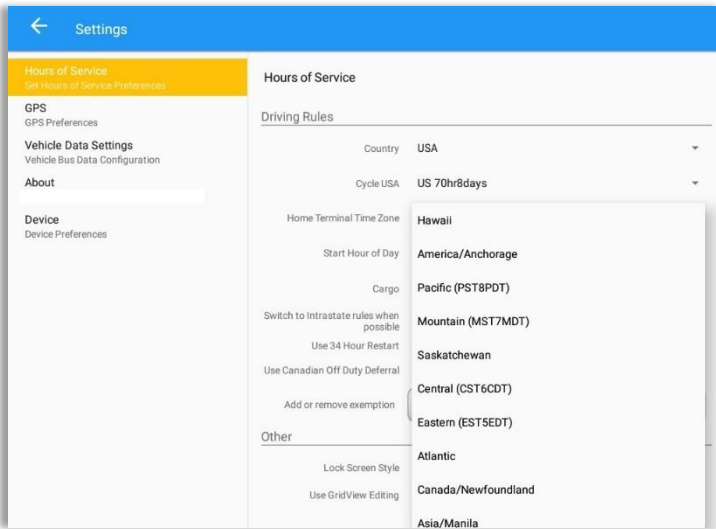 Settings
Hours of Service
Set Hours of Service Preferences
GPS
GPS Preferences
Vehicle Data Settings
Vehicle Bus Data Configuration
About
Device
Device Preferences
Hours of Service
Driving Rules
Country USA
Cycle USA US 70hr8days
Home Terminal Time Zone
Start Hour of Day
Cargo
Switch to Intrastate rules when
possible
Use 34 Hour Restart
Use Canadian Off Duty Deferral
Add or remove exemption
Other
Lock Screen Style
Use GridView Editing
Hawaii
America/Anchorage
Pacific (PST8PDT)
Mountain (MST7MDT)
Saskatchewan
Central (CST6CDT)
Eastern (EST5EDT)
Atlantic
Canada/Newfoundland
Asia/Manila